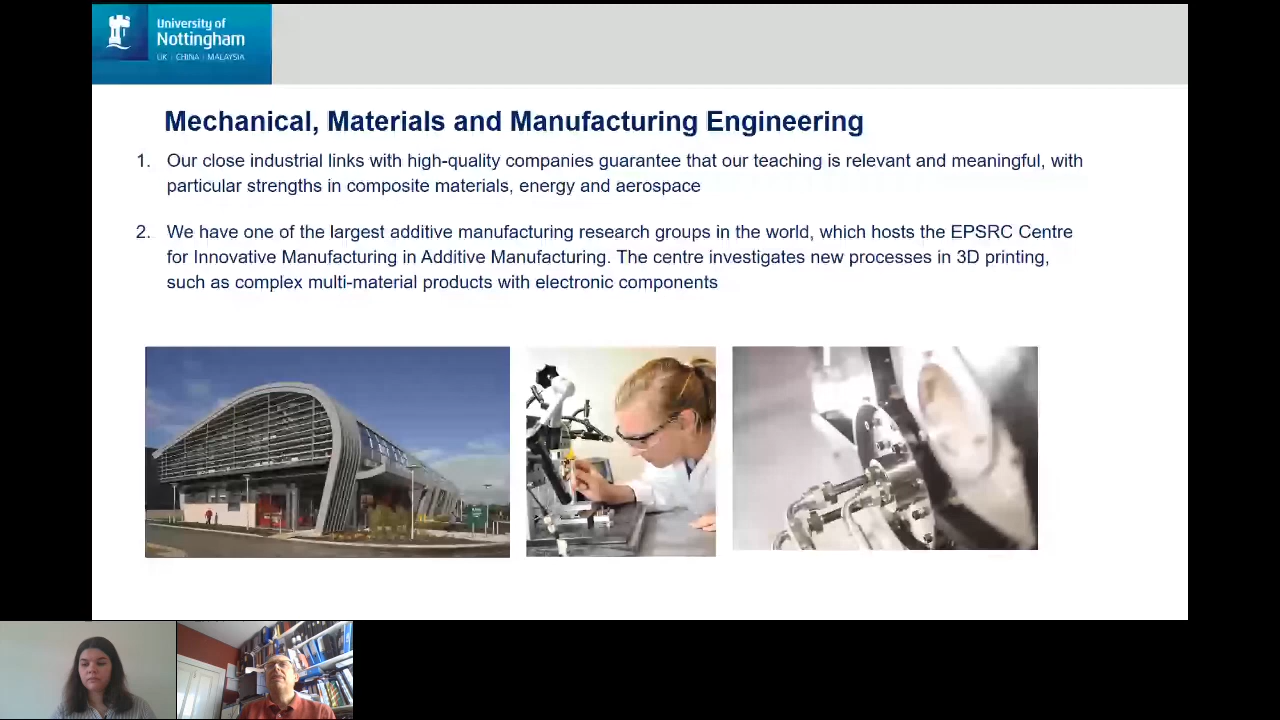 University of
Nottingham
UK | CHINA | MALAYSIA
Mechanical, Materials and Manufacturing Engineering
1. Our close industrial links with high-quality companies guarantee that our teaching is relevant and meaningful, with
particular strengths in composite materials, energy and aerospace
2. We have one of the largest additive manufacturing research groups in the world, which hosts the EPSRC Centre
for Innovative Manufacturing in Additive Manufacturing. The centre investigates new processes in 3D printing,
such as complex multi-material products with electronic components